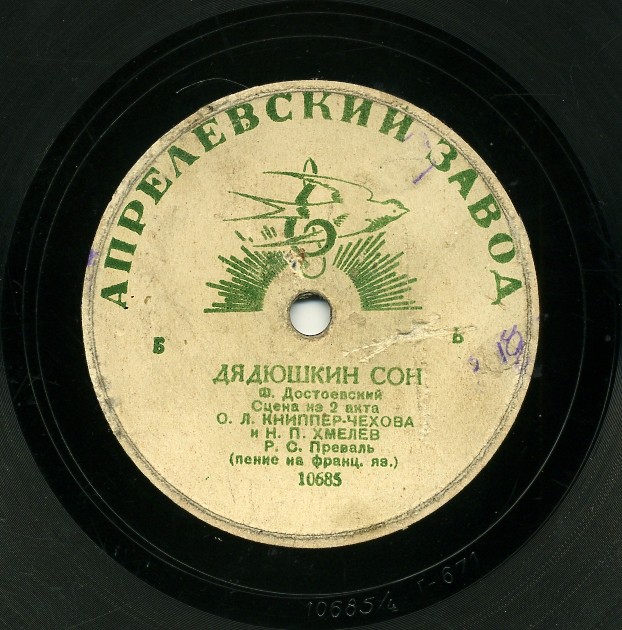 АПРЕЛЕВСКИЙ ЗАВОД
Б Ь
18
ДЯДЮШКИН СОН
Ф. Достоевский
Сцена из 2 акта
О. Л. КНИППЕР-ЧЕХОВА
и Н. П. ХМЕЛЕВ
Р. С. Преваль
(пение на франц. яз.)
10685
10685/4 Г-671